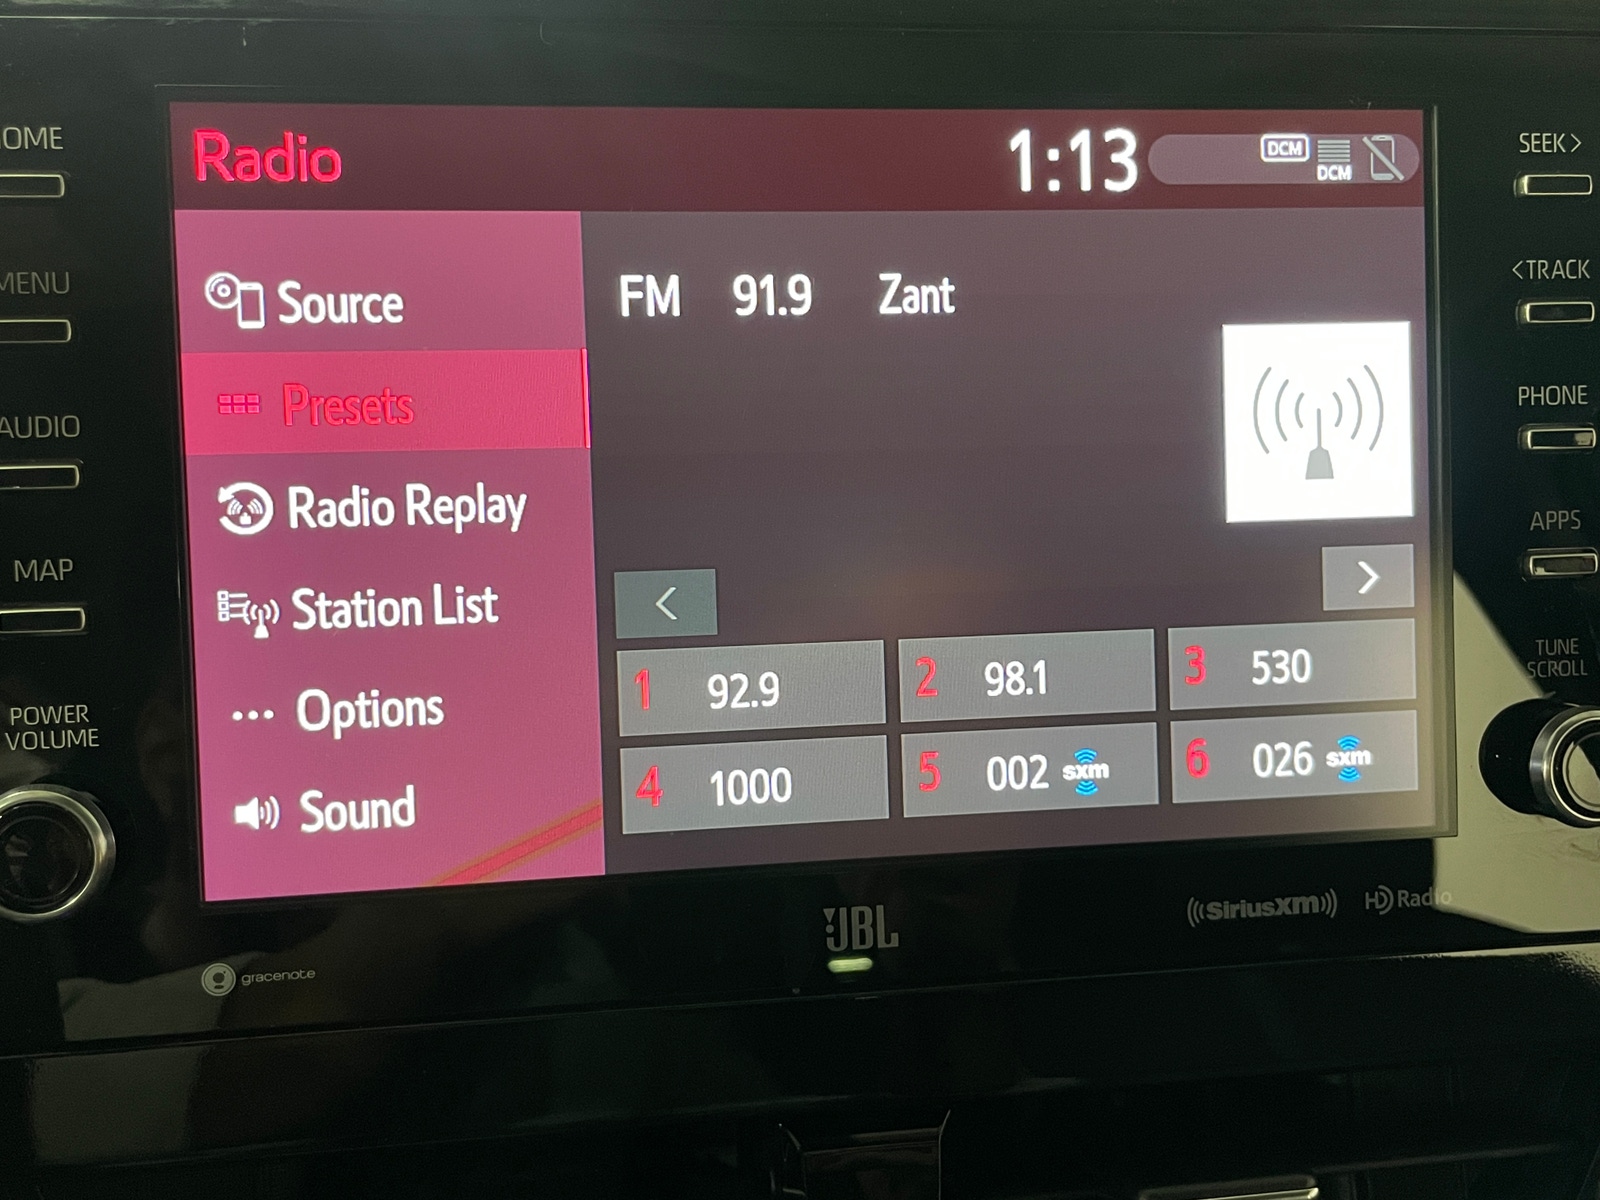 Radio
1:13
DCM
DCM
Source
Presets
Radio Replay
Station List
Options
Sound
FM 91.9 Zant
<
>
1 92.9
2 98.1
3 530
4 1000
5 002 sxm
6 026 sxm
OME
MENU
AUDIO
MAP
POWER
VOLUME
SEEK>
<TRACK
PHONE
APPS
TUNE
SCROLL
JBL
((SiriusXM))
HD Radio
gracenote